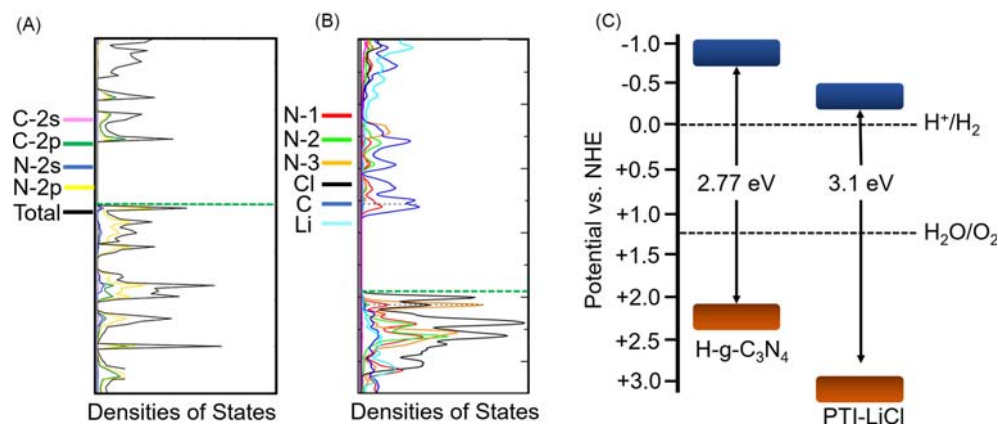 (A)
C-2s
C-2p
N-2s
N-2p
Total
Densities of States
(B)
N-1
N-2
N-3
Cl
C
Li
Densities of States
(C)
Potential vs. NHE
-1.0
-0.5
0.0
+0.5
+1.0
+1.5
+2.0
+2.5
+3.0
H⁺/H₂
2.77 eV
3.1 eV
H₂O/O₂
H-g-C₃N₄
PTI-LiCl